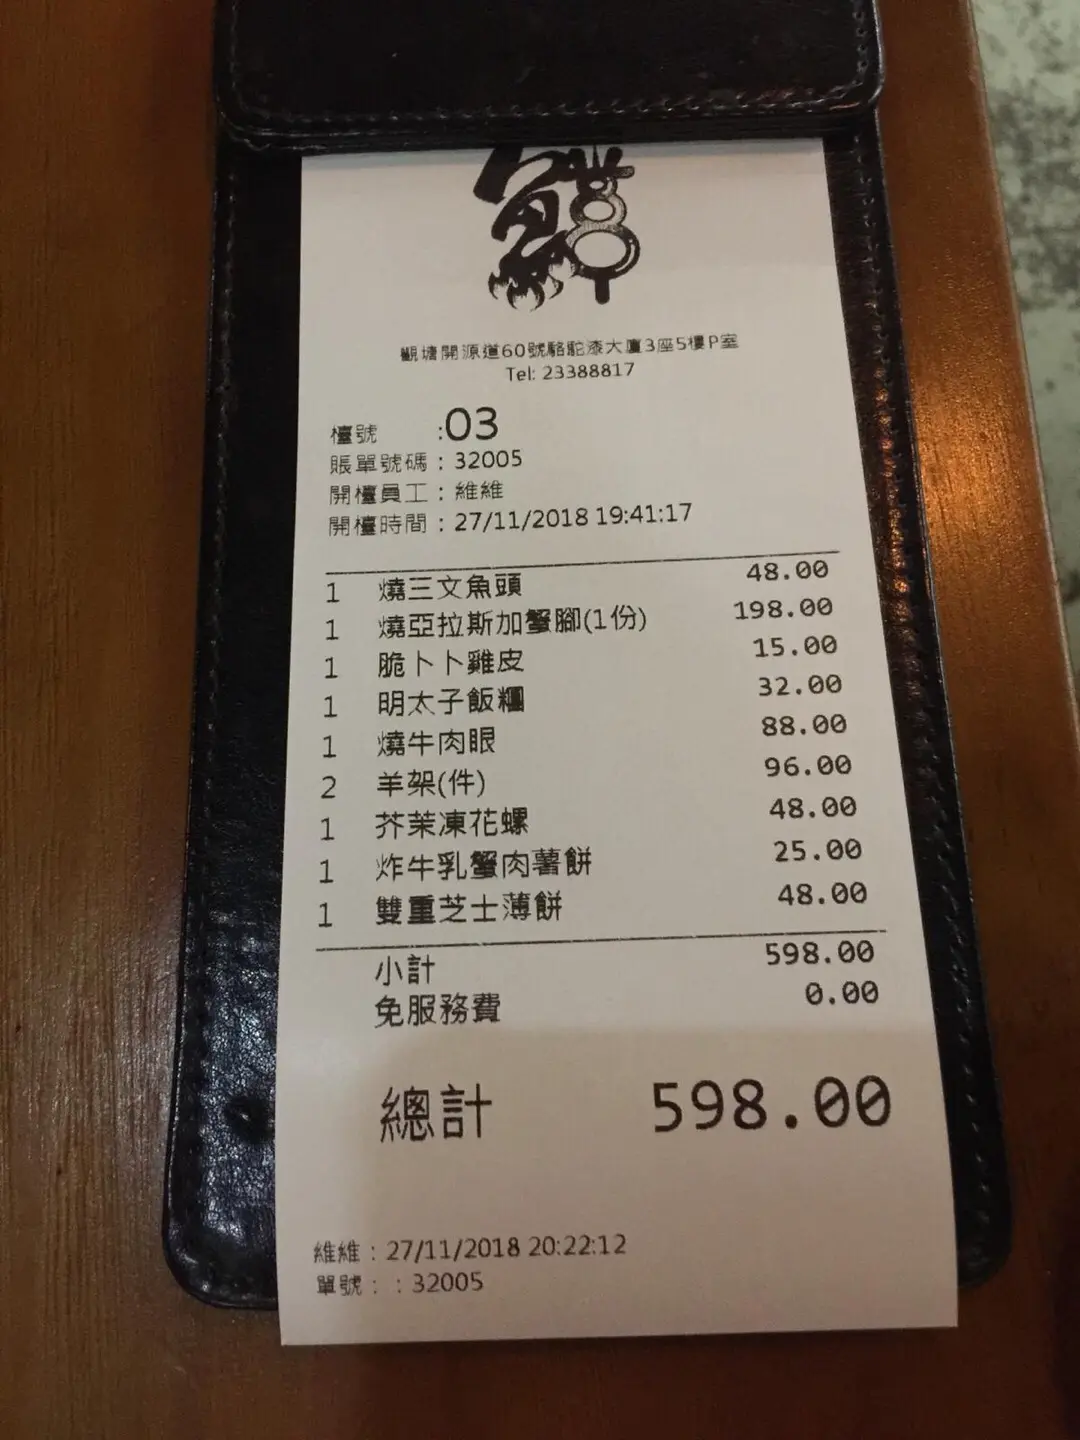 觀塘開源道60號駱駝漆大廈3座5樓P室
Tel: 23388817
檯號 :03
賬單號碼 : 32005
開檯員工 : 維維
開檯時間 : 27/11/2018 19:41:17
1 燒三文魚頭 48.00
1 燒亞拉斯加蟹腳(1份) 198.00
1 脆卜卜雞皮 15.00
1 明太子飯糰 32.00
1 燒牛肉眼 88.00
2 羊架(件) 96.00
1 芥茉凍花螺 48.00
1 炸牛乳蟹肉薯餅 25.00
1 雙重芝士薄餅 48.00
小計 598.00
免服務費 0.00
總計 598.00
維維 : 27/11/2018 20:22:12
單號 : : 32005